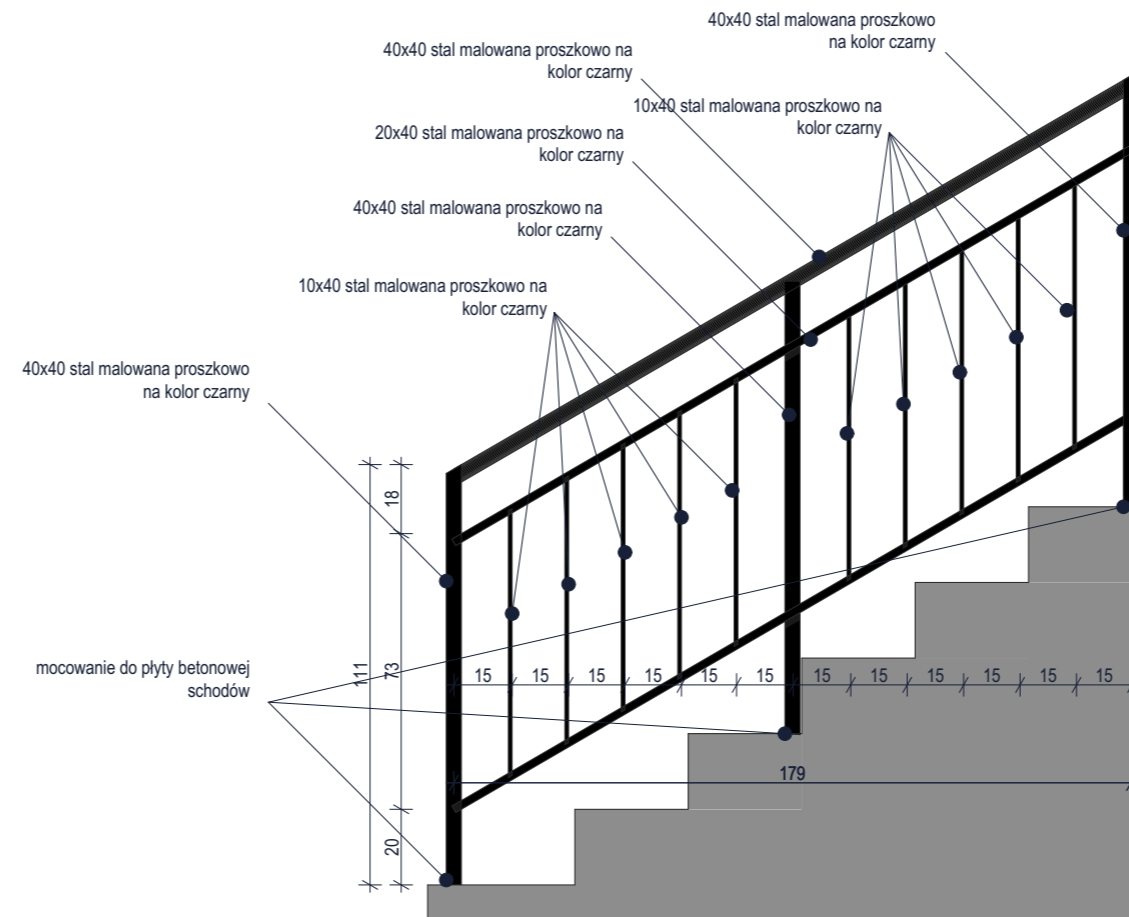 40x40 stal malowana proszkowo
na kolor czarny
40x40 stal malowana proszkowo na
kolor czarny
10x40 stal malowana proszkowo na
kolor czarny
20x40 stal malowana proszkowo na
kolor czarny
40x40 stal malowana proszkowo na
kolor czarny
10x40 stal malowana proszkowo na
kolor czarny
40x40 stal malowana proszkowo
na kolor czarny
18
111
73
mocowanie do płyty betonowej
schodów
15 15 15 15 15 15 15 15 15 15 15 15
179
20